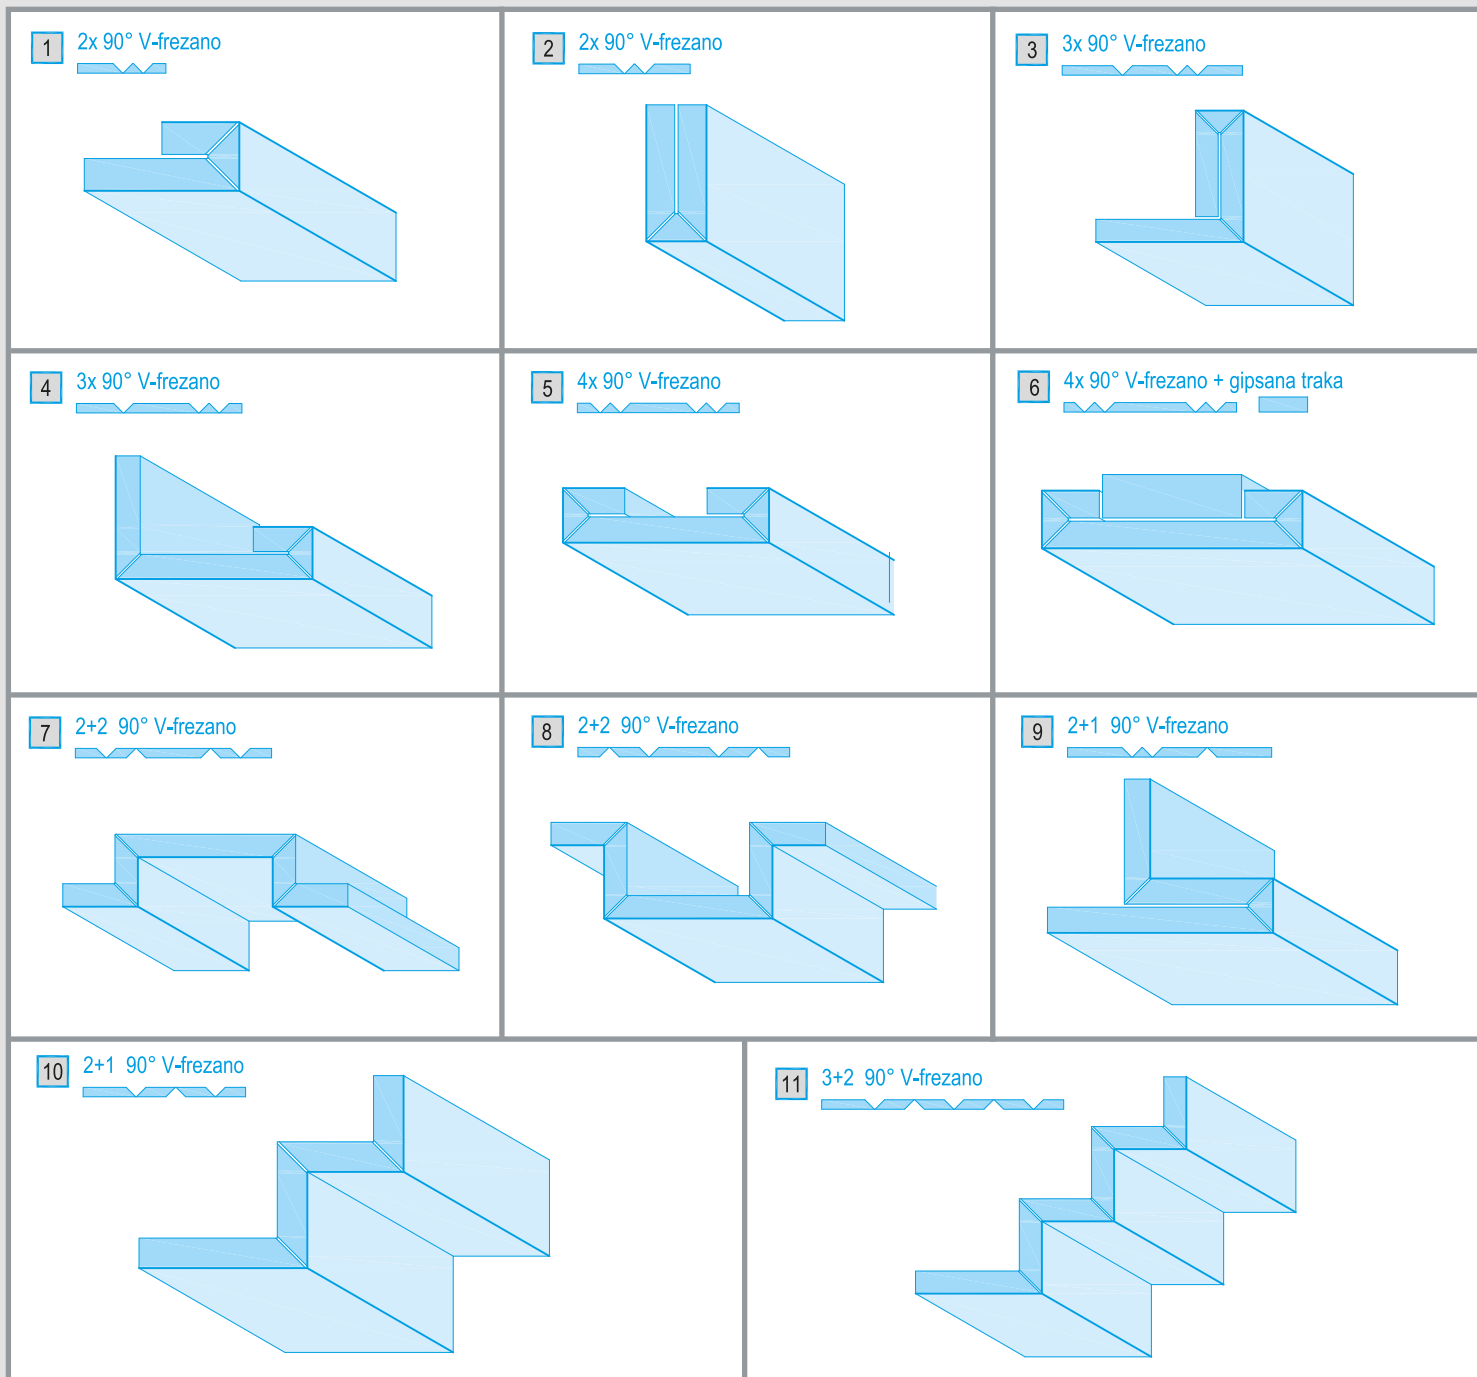 1 2x 90° V-frezano
2 2x 90° V-frezano
3 3x 90° V-frezano
4 3x 90° V-frezano
5 4x 90° V-frezano
6 4x 90° V-frezano + gipsana traka
7 2+2 90° V-frezano
8 2+2 90° V-frezano
9 2+1 90° V-frezano
10 2+1 90° V-frezano
11 3+2 90° V-frezano